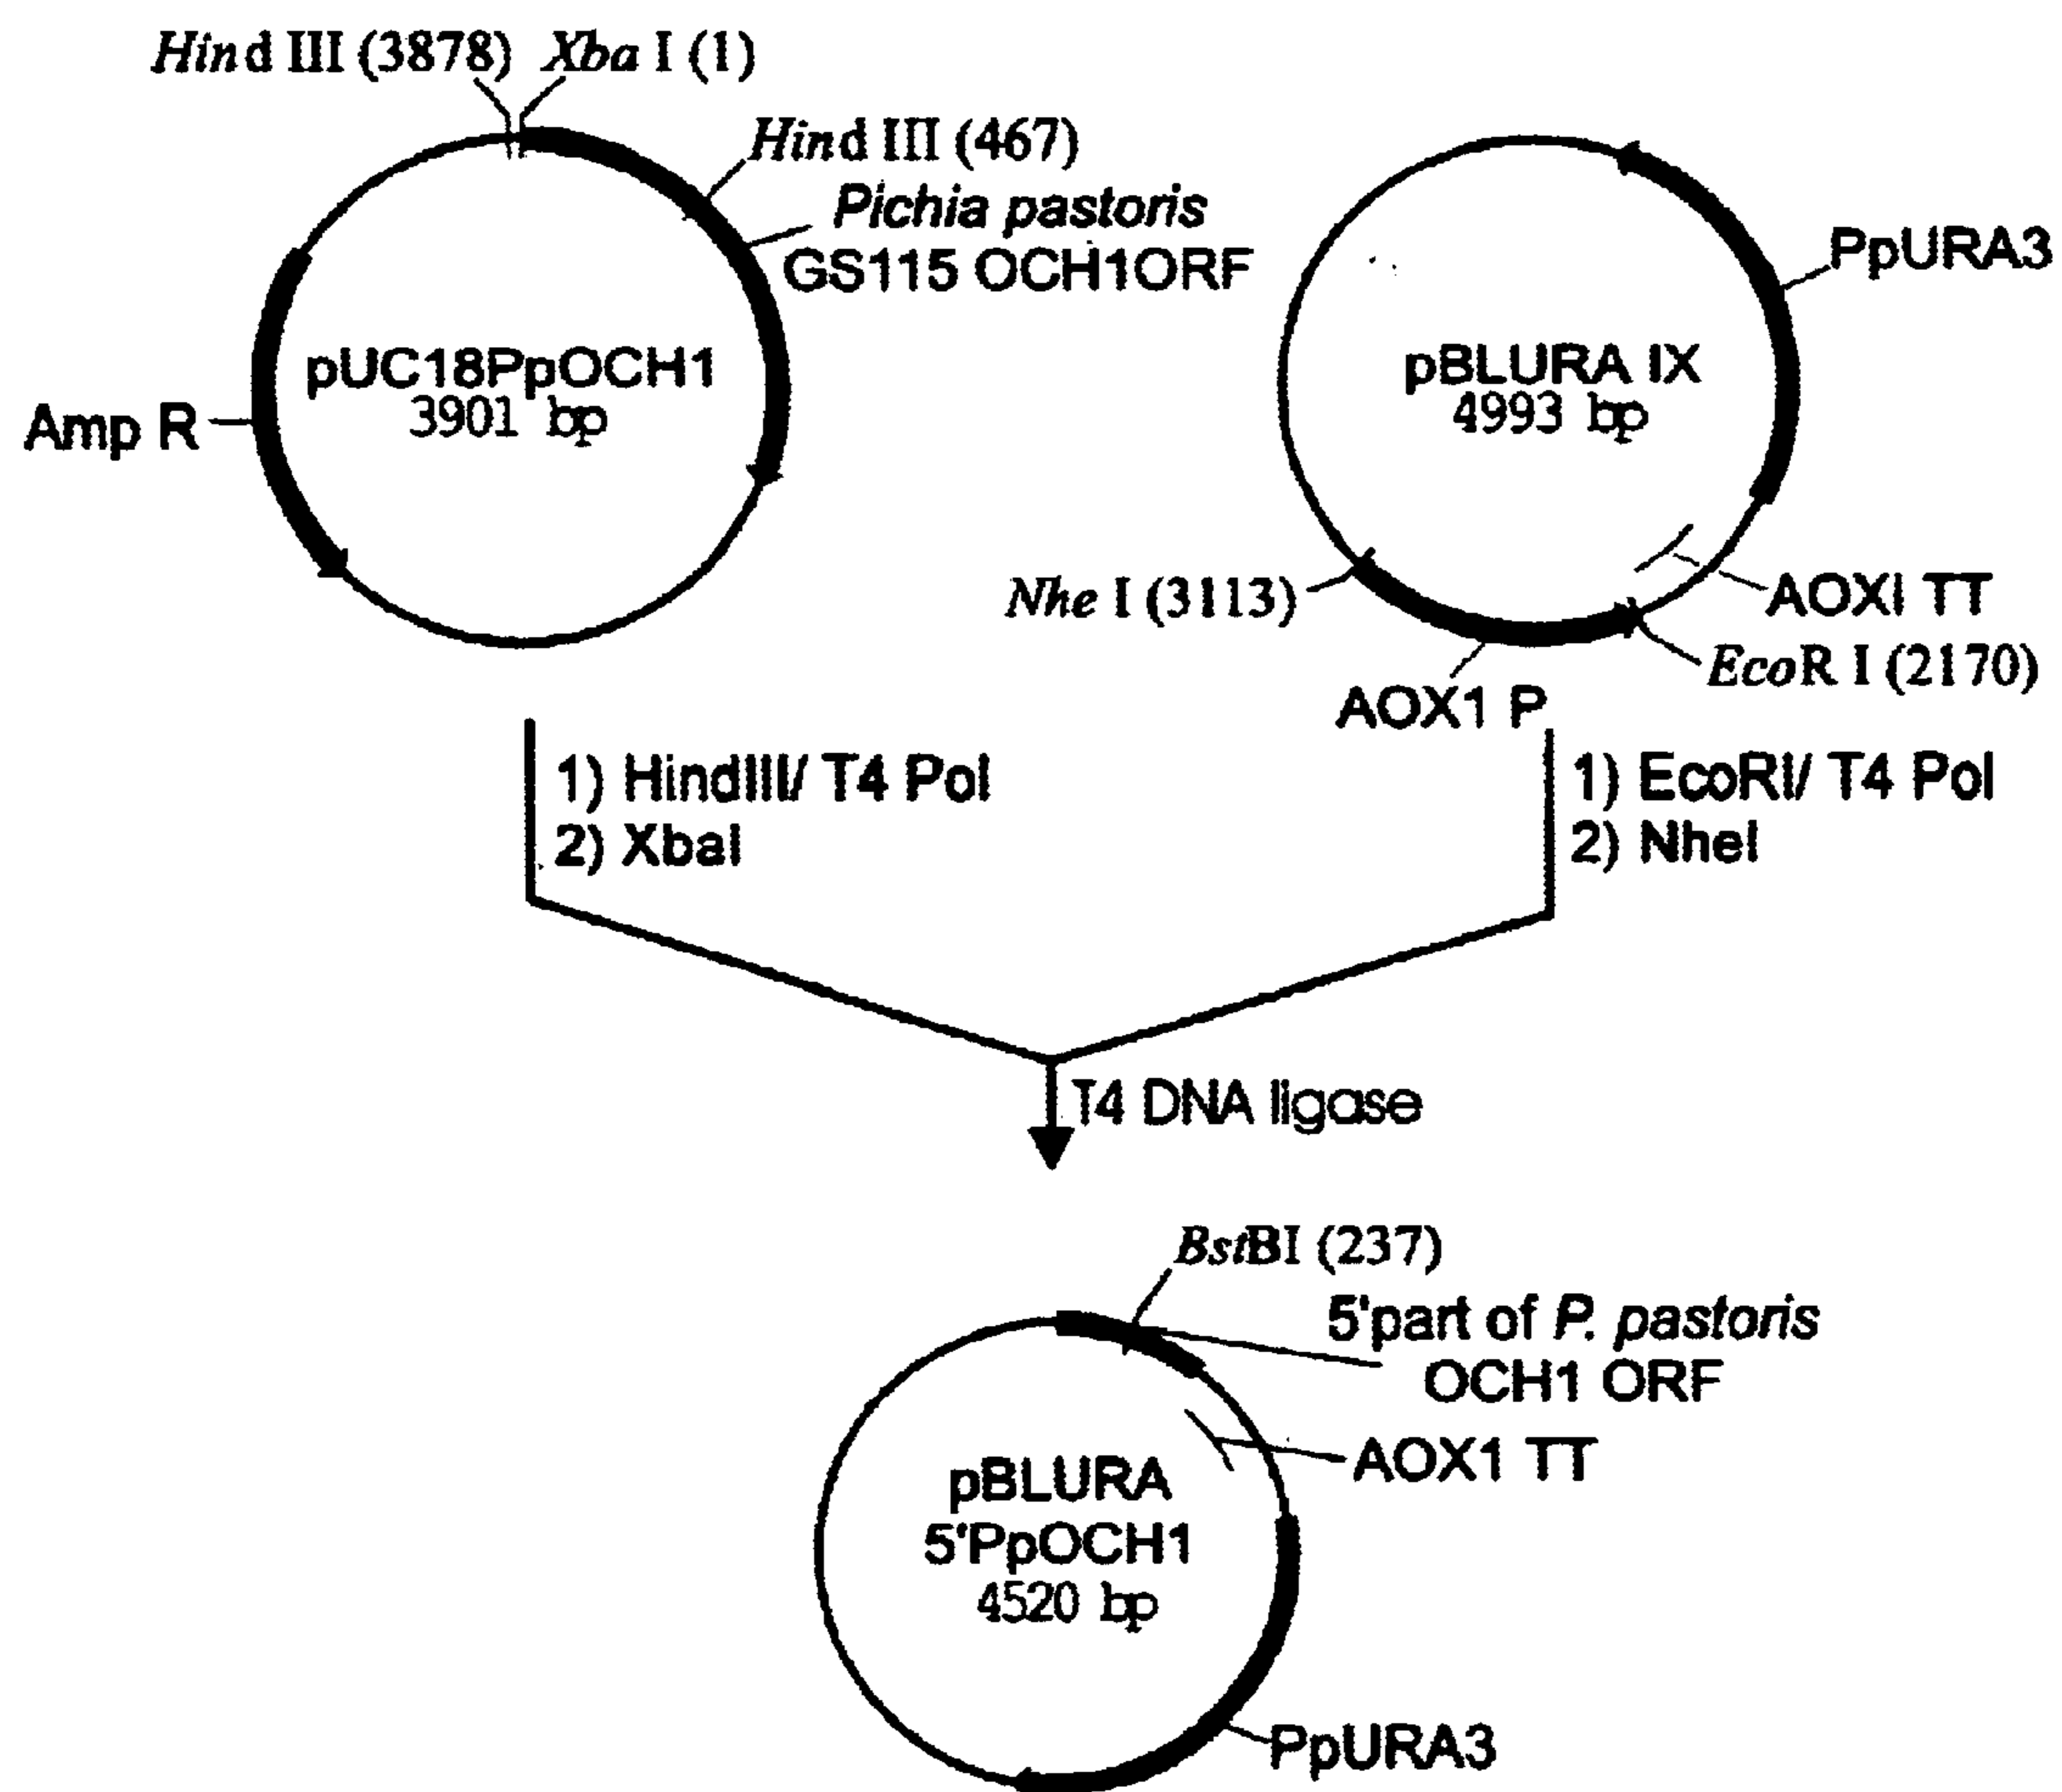 Hind III (3878) Xba I (1)
Hind III (467)
Pichia pastoris
GS115 OCH1ORF
pUC18PpOCH1
3901 bp
Amp R
PpURA3
pBLURA IX
4993 bp
Nhe I (3113)
AOXI TT
EcoR I (2170)
AOX1 P
1) HindIII/ T4 Pol
2) XbaI
1) EcoRI/ T4 Pol
2) NheI
T4 DNA ligase
BstBI (237)
5'part of P. pastoris
OCH1 ORF
AOX1 TT
pBLURA
5'PpOCH1
4520 bp
PpURA3